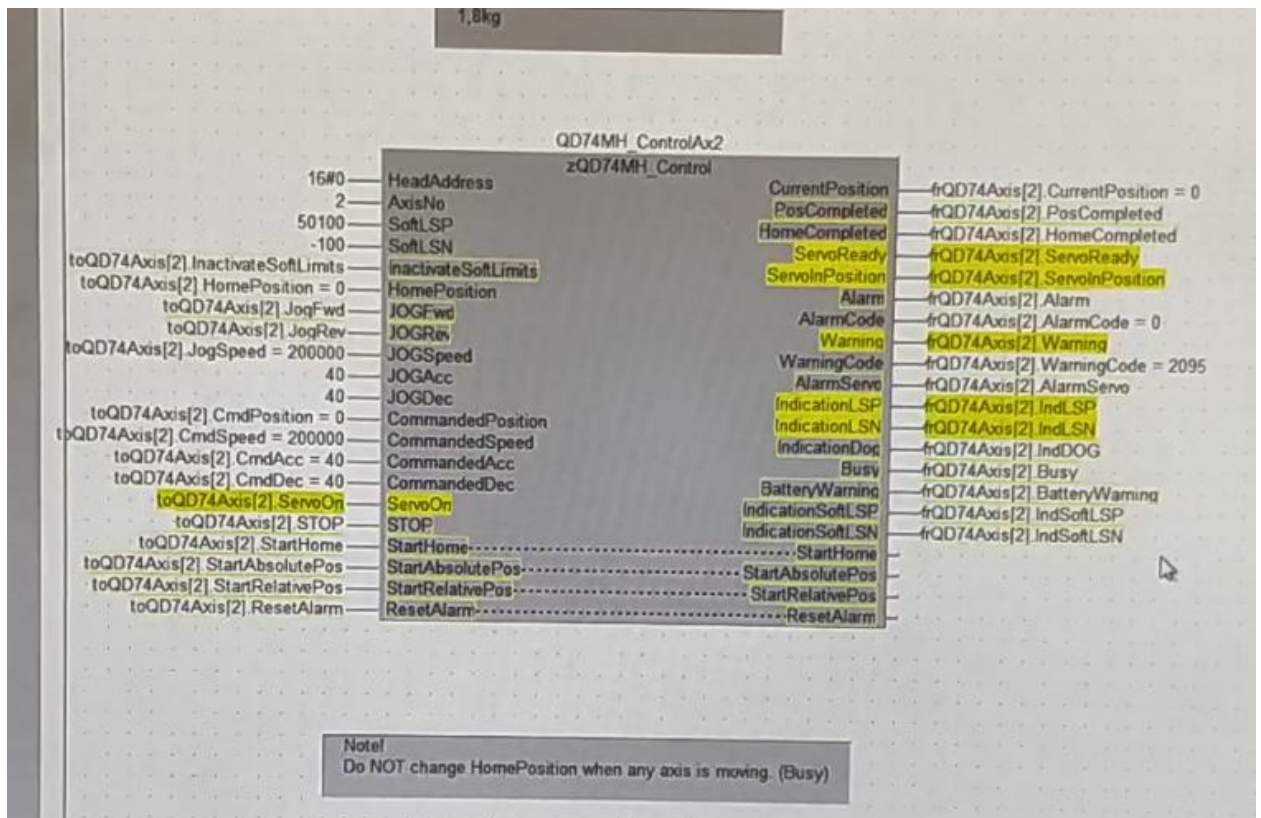 1,8kg
QD74MH_ControlAx2
zQD74MH_Control
16#0 HeadAddress
CurrentPosition frQD74Axis[2].CurrentPosition = 0
2 AxisNo
PosCompleted frQD74Axis[2].PosCompleted
50100 SoftLSP
HomeCompleted frQD74Axis[2].HomeCompleted
-100 SoftLSN
ServoReady frQD74Axis[2].ServoReady
toQD74Axis[2].InactivateSoftLimits InactivateSoftLimits
ServoInPosition frQD74Axis[2].ServoInPosition
toQD74Axis[2].HomePosition = 0 HomePosition
Alarm frQD74Axis[2].Alarm
toQD74Axis[2].JogFwd JOGFwd
AlarmCode frQD74Axis[2].AlarmCode = 0
toQD74Axis[2].JogRev JOGRev
Warning frQD74Axis[2].Warning
toQD74Axis[2].JogSpeed = 200000 JOGSpeed
WarningCode frQD74Axis[2].WarningCode = 2095
40 JOGAcc
AlarmServo frQD74Axis[2].AlarmServo
40 JOGDec
IndicationLSP frQD74Axis[2].IndLSP
toQD74Axis[2].CmdPosition = 0 CommandedPosition
IndicationLSN frQD74Axis[2].IndLSN
toQD74Axis[2].CmdSpeed = 200000 CommandedSpeed
IndicationDog frQD74Axis[2].IndDOG
toQD74Axis[2].CmdAcc = 40 CommandedAcc
Busy frQD74Axis[2].Busy
toQD74Axis[2].CmdDec = 40 CommandedDec
BatteryWarning frQD74Axis[2].BatteryWarning
toQD74Axis[2].ServoOn ServoOn
IndicationSoftLSP frQD74Axis[2].IndSoftLSP
toQD74Axis[2].STOP STOP
IndicationSoftLSN frQD74Axis[2].IndSoftLSN
toQD74Axis[2].StartHome StartHome StartHome
toQD74Axis[2].StartAbsolutePos StartAbsolutePos StartAbsolutePos
toQD74Axis[2].StartRelativePos StartRelativePos StartRelativePos
toQD74Axis[2].ResetAlarm ResetAlarm ResetAlarm
Note!
Do NOT change HomePosition when any axis is moving. (Busy)